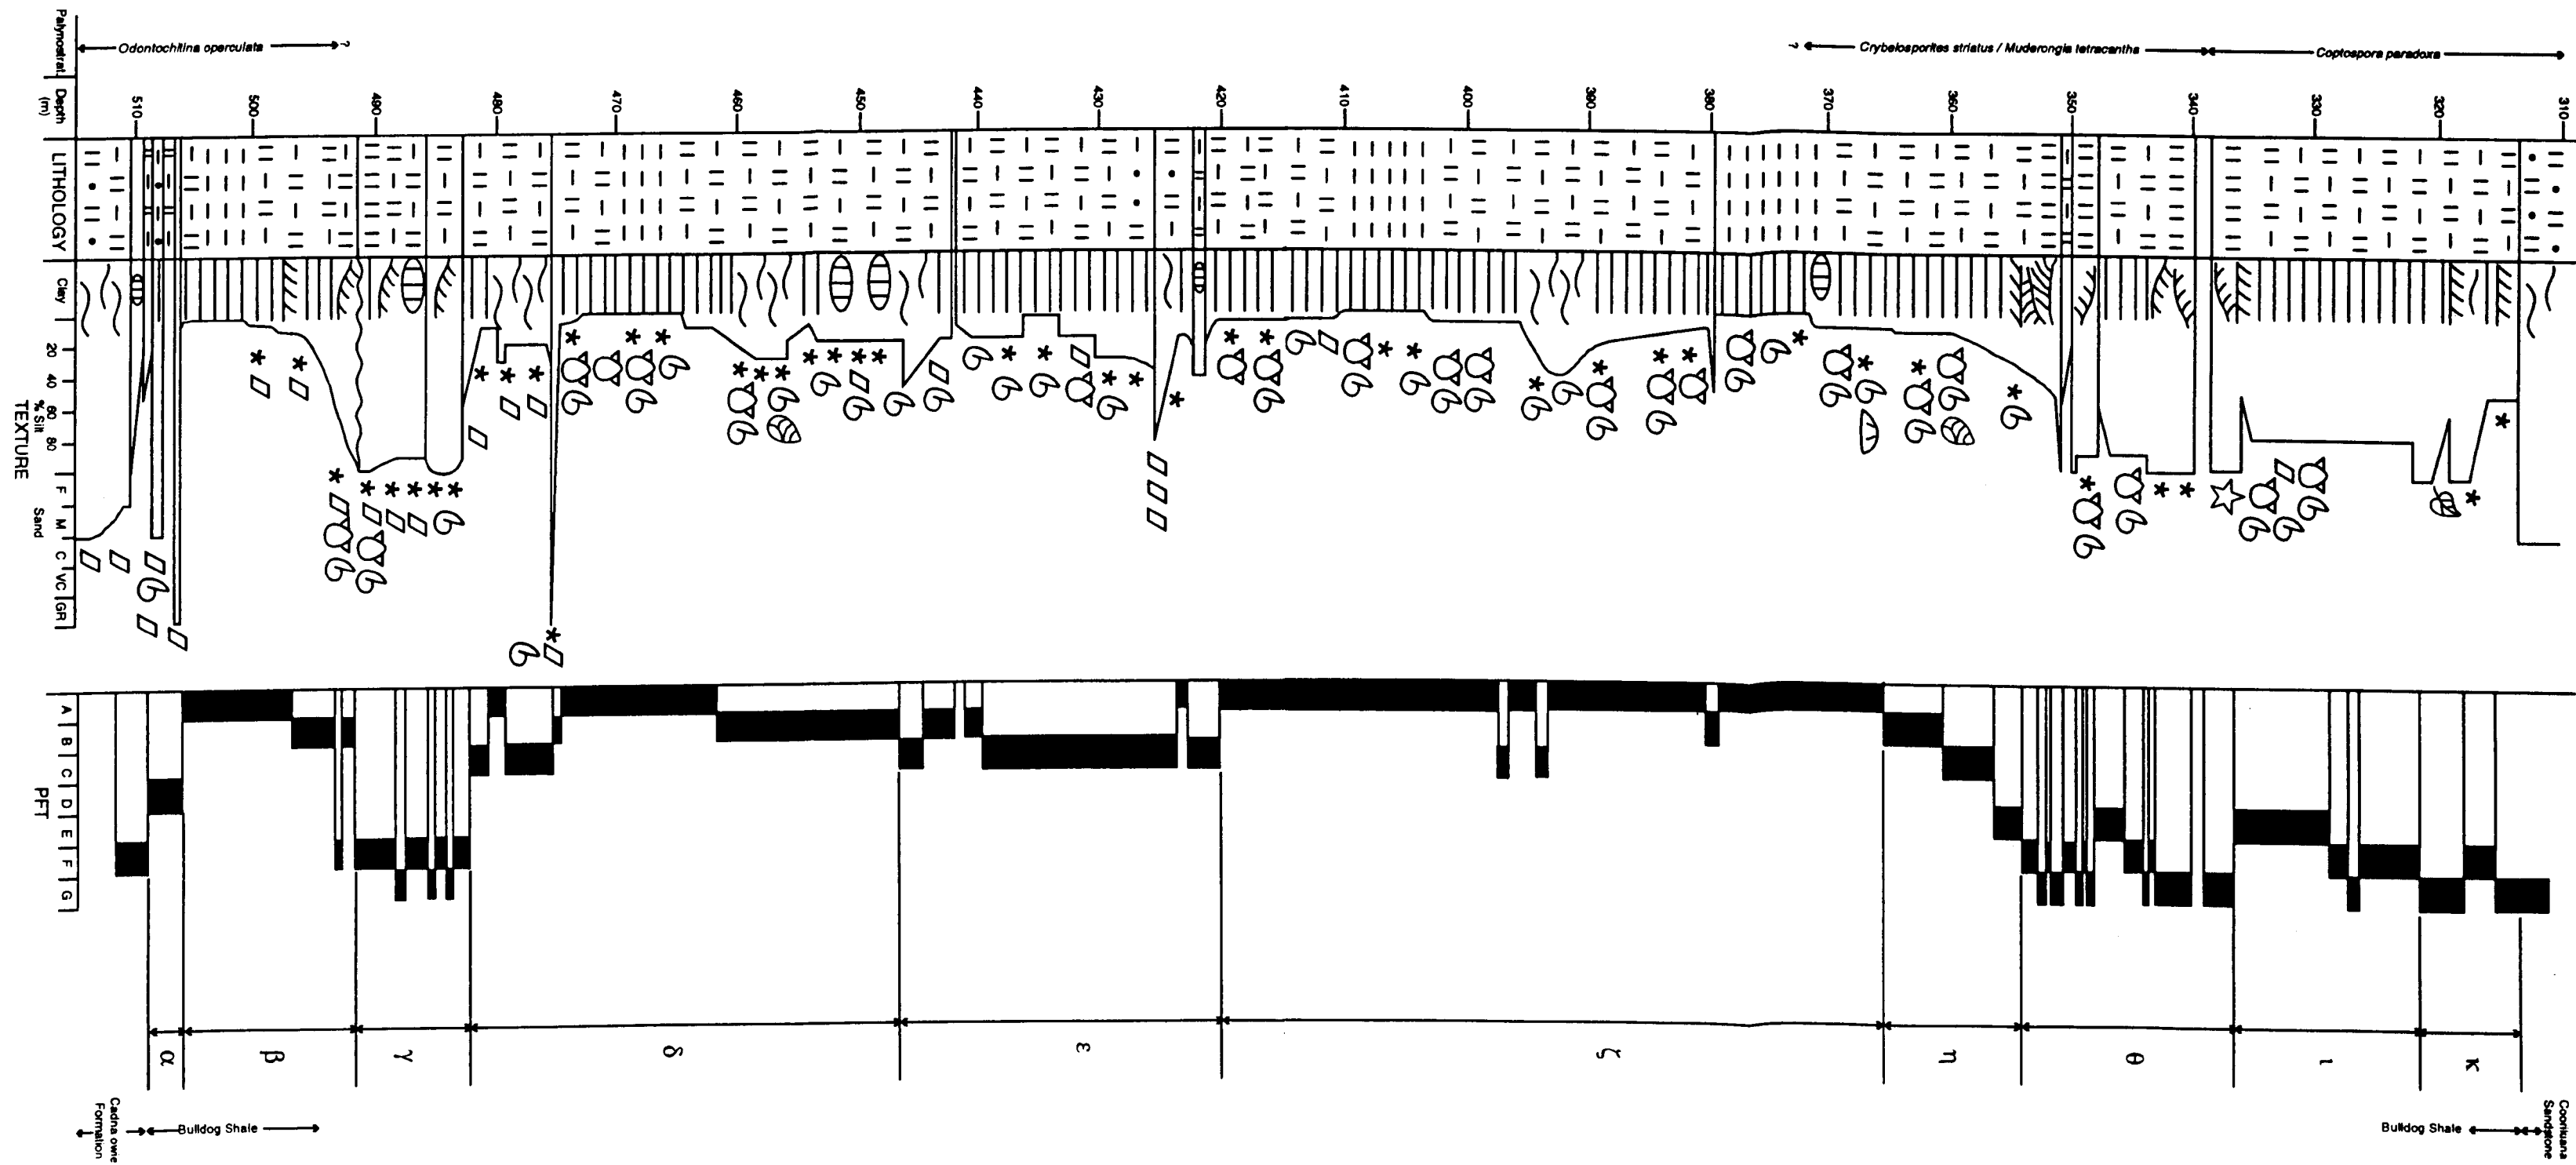 Palynostrat.
Odontochitina operculata
?
?
Crybelosporites striatus / Muderongia tetracantha
Coptospora paradoxa
Depth
(m)
510
500
490
480
470
460
450
440
430
420
410
400
390
380
370
360
350
340
330
320
310
LITHOLOGY
Clay
20
40
60
80
% Silt
F
M
C
VC
GR
Sand
TEXTURE
A
B
C
D
E
F
G
PFT
α
β
γ
δ
ε
ζ
η
θ
ι
κ
Cadna owie
Formation
Bulldog Shale
Bulldog Shale
Coorikiana
Sandstone